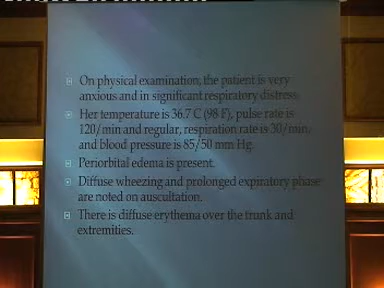 On physical examination, the patient is very
anxious and in significant respiratory distress.
Her temperature is 36.7 C (98 F), pulse rate is
120/min and regular, respiration rate is 30/min,
and blood pressure is 85/50 mm Hg.
Periorbital edema is present.
Diffuse wheezing and prolonged expiratory phase
are noted on auscultation.
There is diffuse erythema over the trunk and
extremities.